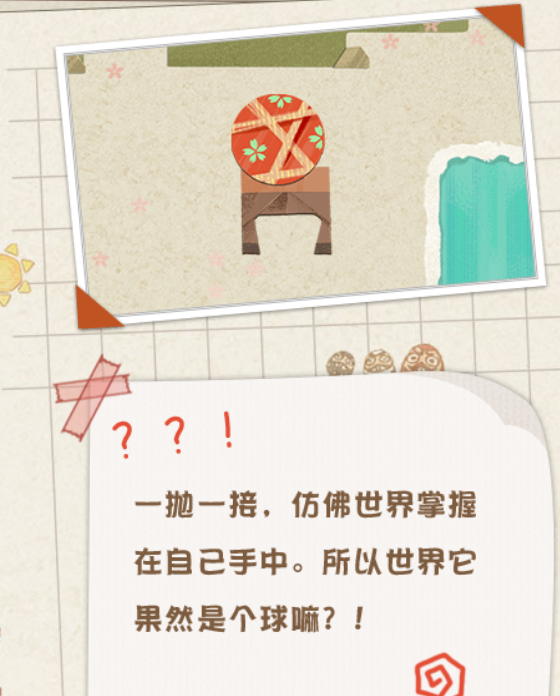 ？？！
一抛一接，仿佛世界掌握
在自己手中。所以世界它
果然是个球嘛？！